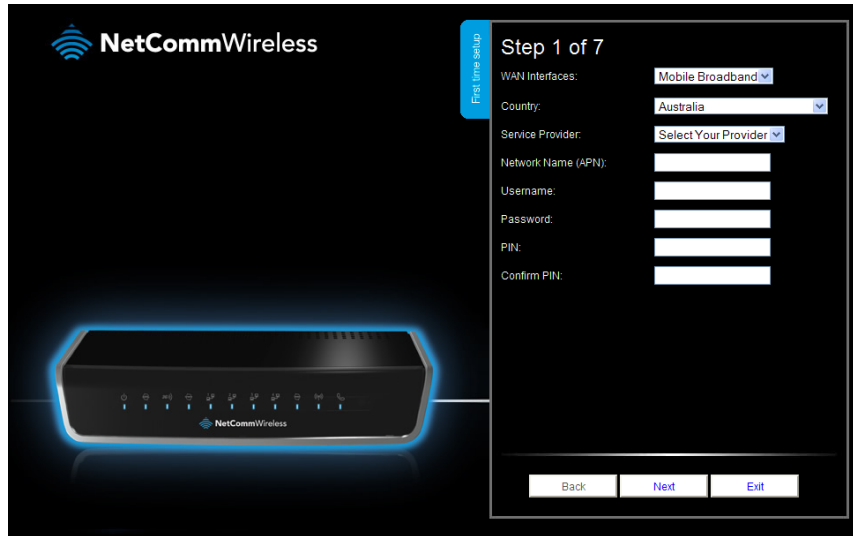 NetCommWireless
First time setup
Step 1 of 7
WAN Interfaces: Mobile Broadband
Country: Australia
Service Provider: Select Your Provider
Network Name (APN):
Username:
Password:
PIN:
Confirm PIN:
NetCommWireless
Back Next Exit